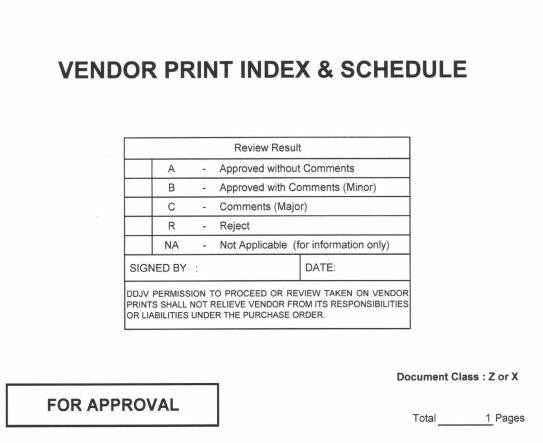 VENDOR PRINT INDEX & SCHEDULE
Review Result
A - Approved without Comments
B - Approved with Comments (Minor)
C - Comments (Major)
R - Reject
NA - Not Applicable (for information only)
SIGNED BY : DATE:
DDJV PERMISSION TO PROCEED OR REVIEW TAKEN ON VENDOR
PRINTS SHALL NOT RELIEVE VENDOR FROM ITS RESPONSIBILITIES
OR LIABILITIES UNDER THE PURCHASE ORDER.
Document Class : Z or X
FOR APPROVAL
Total 1 Pages